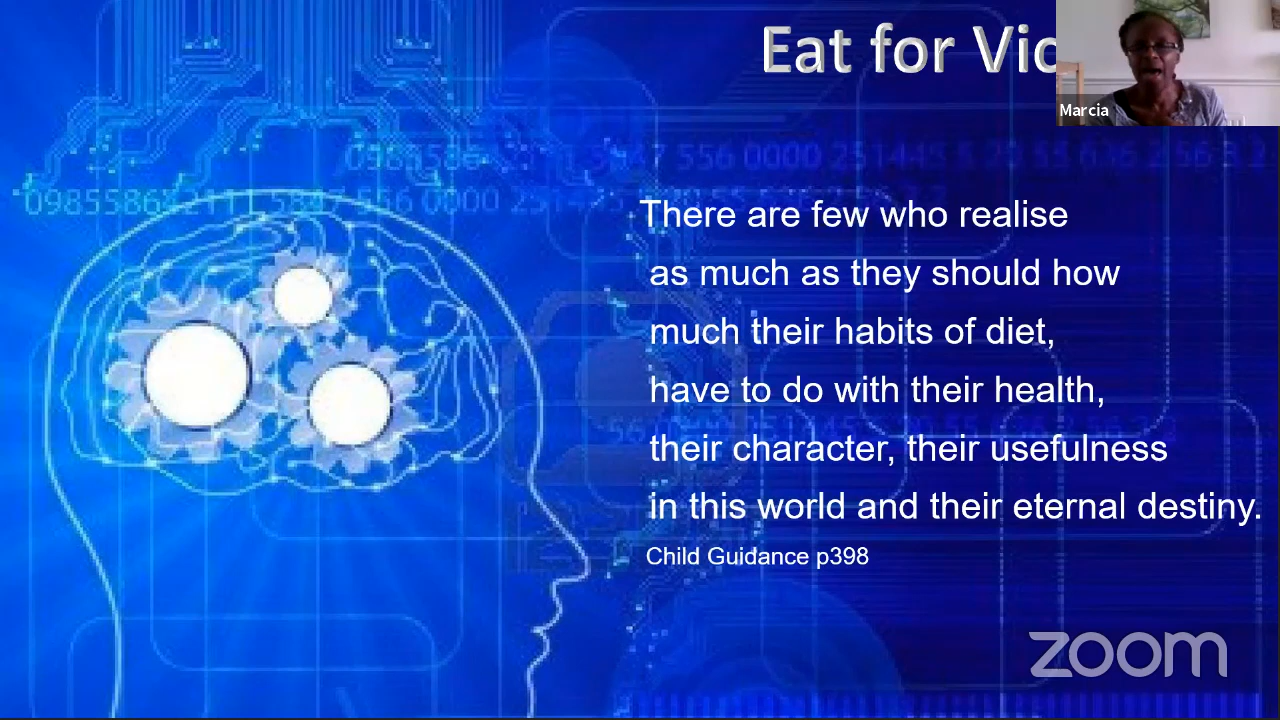 Eat for Vic
Marcia
There are few who realise
as much as they should how
much their habits of diet,
have to do with their health,
their character, their usefulness
in this world and their eternal destiny.
Child Guidance p398
zoom